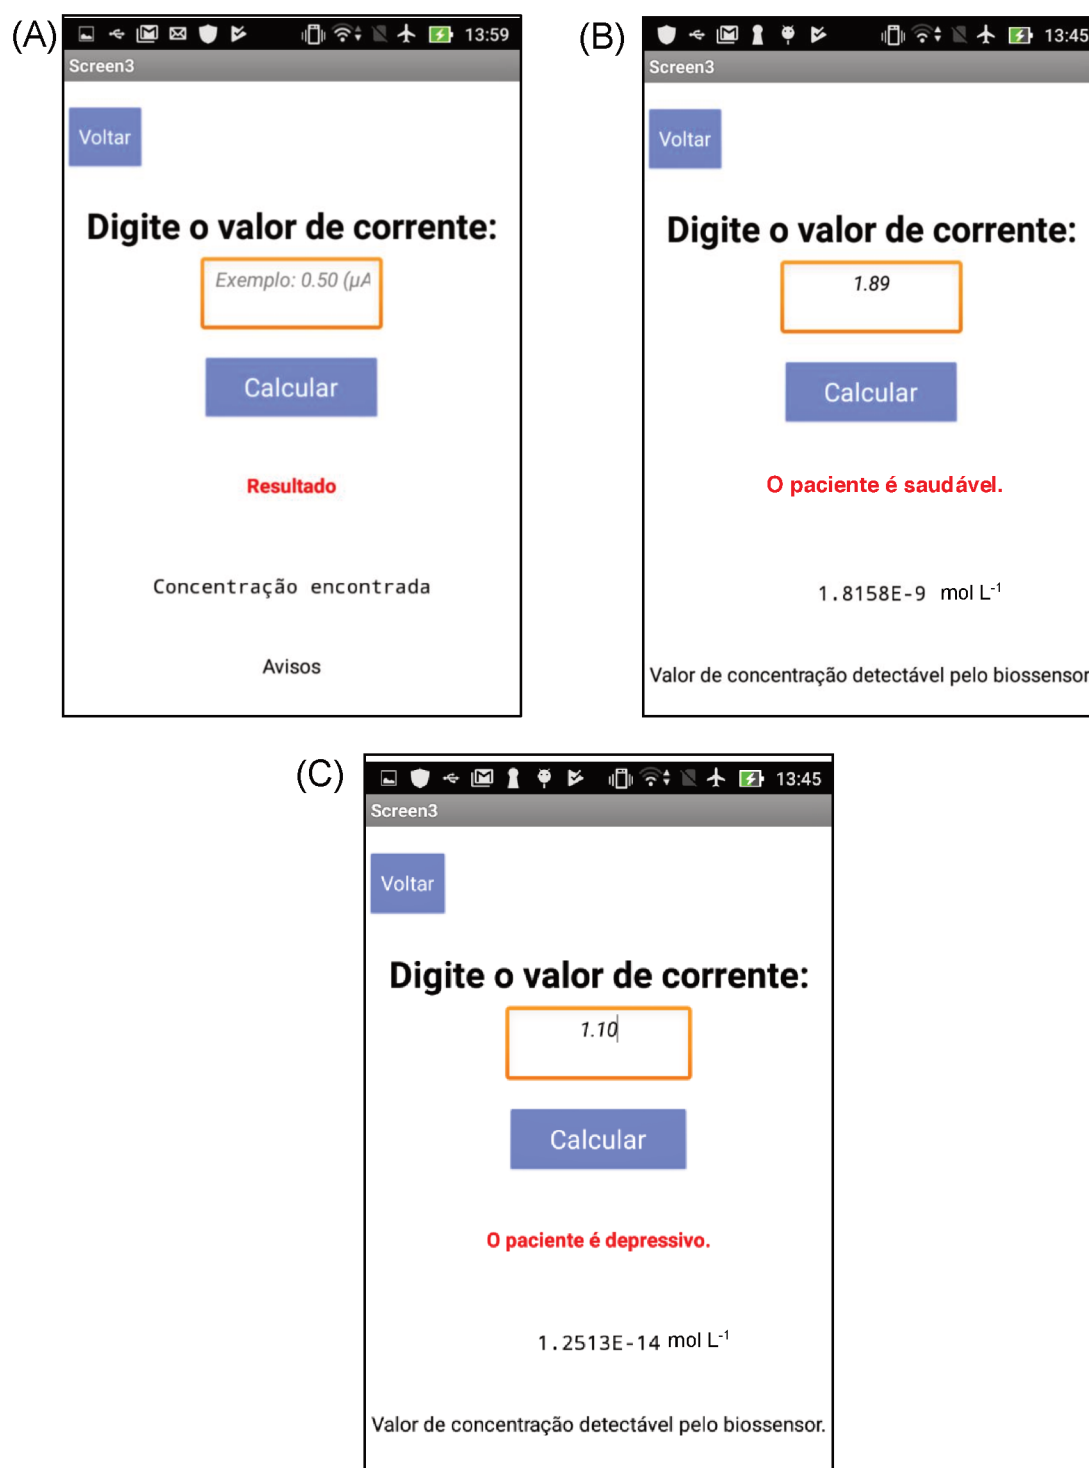 (A)
13:59
Screen3
Voltar
Digite o valor de corrente:
Exemplo: 0.50 (µA
Calcular
Resultado
Concentração encontrada
Avisos
(B)
13:45
Screen3
Voltar
Digite o valor de corrente:
1.89
Calcular
O paciente é saudável.
1.8158E-9 mol L⁻¹
Valor de concentração detectável pelo biossensor
(C)
13:45
Screen3
Voltar
Digite o valor de corrente:
1.10
Calcular
O paciente é depressivo.
1.2513E-14 mol L⁻¹
Valor de concentração detectável pelo biossensor.